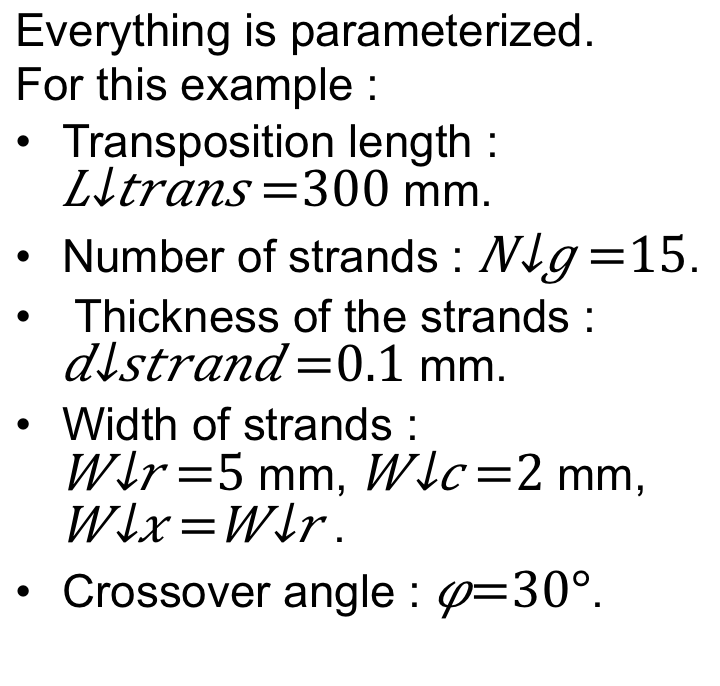 Everything is parameterized.
For this example :
• Transposition length :
L↓trans =300 mm.
• Number of strands : N↓g =15.
• Thickness of the strands :
d↓strand =0.1 mm.
• Width of strands :
W↓r =5 mm, W↓c =2 mm,
W↓x =W↓r .
• Crossover angle : φ=30°.